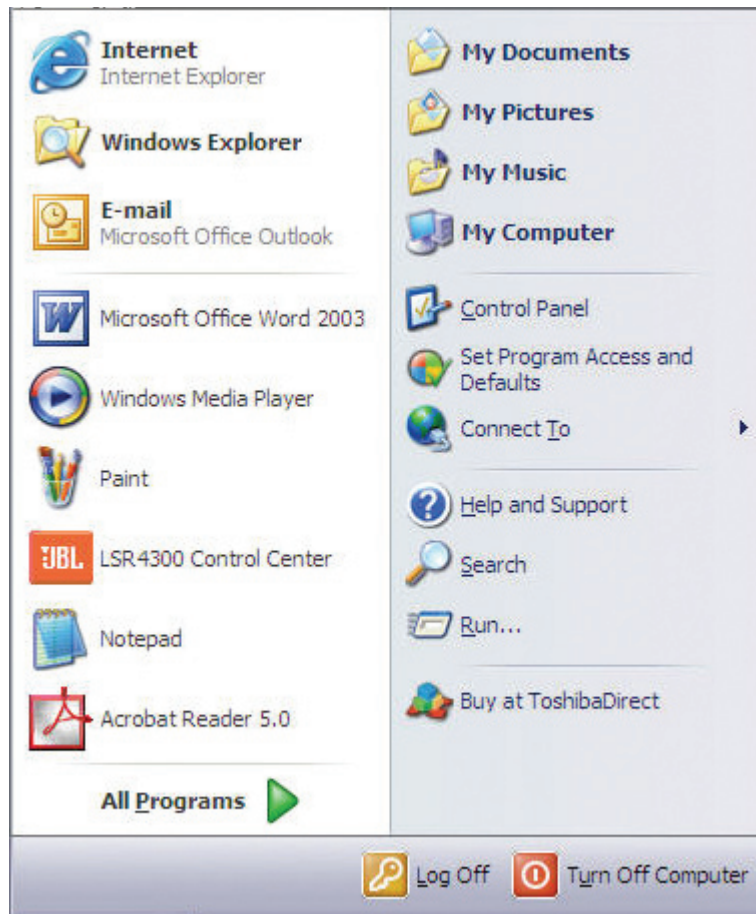 Internet
Internet Explorer
Windows Explorer
E-mail
Microsoft Office Outlook
Microsoft Office Word 2003
Windows Media Player
Paint
JBL
LSR4300 Control Center
Notepad
Acrobat Reader 5.0
All Programs
My Documents
My Pictures
My Music
My Computer
Control Panel
Set Program Access and
Defaults
Connect To
Help and Support
Search
Run...
Buy at ToshibaDirect
Log Off
Turn Off Computer